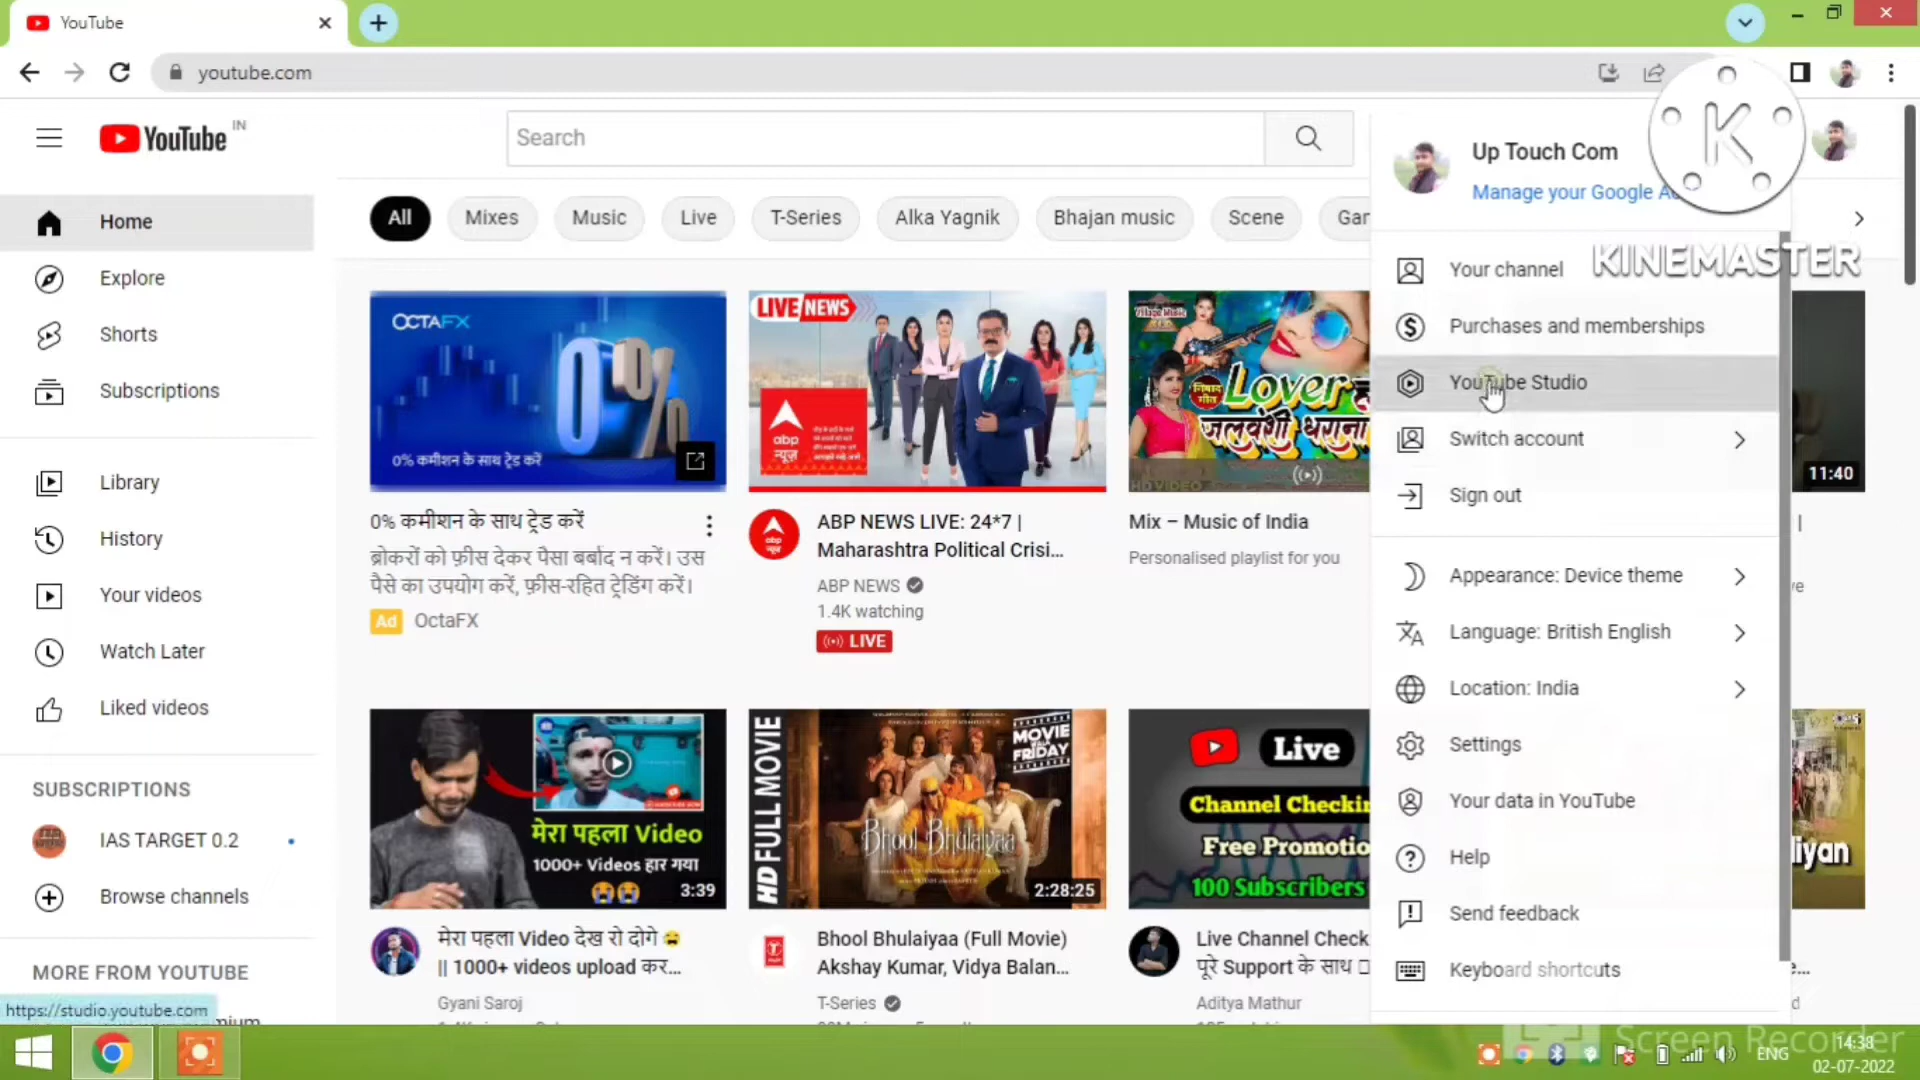 YouTube
youtube.com
YouTube IN
Search
Up Touch Com
Manage your Google
K
KINEMASTER
Home
Explore
Shorts
Subscriptions
Library
History
Your videos
Watch Later
Liked videos
SUBSCRIPTIONS
IAS TARGET 0.2
Browse channels
MORE FROM YOUTUBE
https://studio.youtube.com
All
Mixes
Music
Live
T-Series
Alka Yagnik
Bhajan music
Scene
OCTAFX
0%
0% कमीशन के साथ ट्रेड करें
0% कमीशन के साथ ट्रेड करें
ब्रोकरों को फ़ीस देकर पैसा बर्बाद न करें। उस
पैसे का उपयोग करें, फ़ीस-रहित ट्रेडिंग करें।
Ad OctaFX
LIVE NEWS
abp
न्यूज़
ABP NEWS LIVE: 24*7 |
Maharashtra Political Crisi...
ABP NEWS
1.4K watching
LIVE
Village Music
निषाद
गीत
Lover
HD VIDEO
Mix – Music of India
Personalised playlist for you
11:40
मेरा पहला Video
1000+ Videos हार गया
3:39
मेरा पहला Video देख रो दोगे 😭
|| 1000+ videos upload कर...
Gyani Saroj
HD FULL MOVIE
MOVIE
FRIDAY
Bhool Bhulaiyaa
2:28:25
Bhool Bhulaiyaa (Full Movie)
Akshay Kumar, Vidya Balan...
T-Series
Live
Channel Checkin
Free Promotio
100 Subscribers
Live Channel Check
पूरे Support के साथ
Aditya Mathur
liyan
Your channel
Purchases and memberships
YouTube Studio
Switch account
Sign out
Appearance: Device theme
Language: British English
Location: India
Settings
Your data in YouTube
Help
Send feedback
Keyboard shortcuts
Screen Recorder
ENG
14:38
02-07-2022